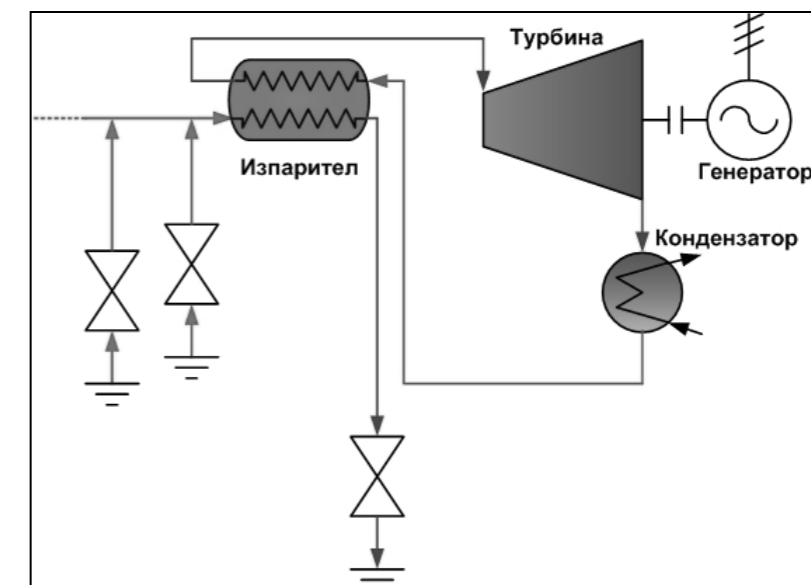 Турбина
Изпарител
Генератор
Кондензатор